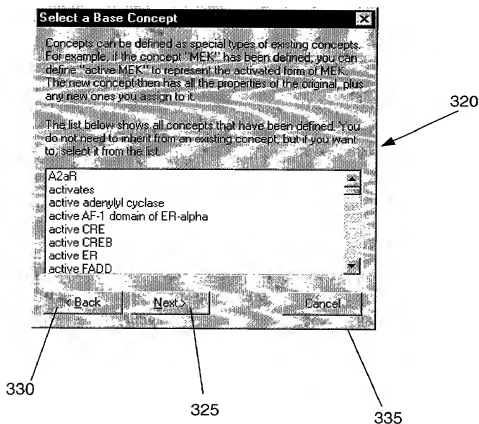 Select a Base Concept
Concepts can be defined as special types of existing concepts.
For example, if the concept "MEK" has been defined, you can
define "active MEK" to represent the activated form of MEK.
The new concept then has all the properties of the original, plus
any new ones you assign to it.
The list below shows all concepts that have been defined. You
do not need to inherit from an existing concept, but if you want
to, select it from the list.
320
A2aR
activates
active adenylyl cyclase
active AF-1 domain of ER-alpha
active CRE
active CREB
active ER
active FADD
< Back
Next >
Cancel
330
325
335